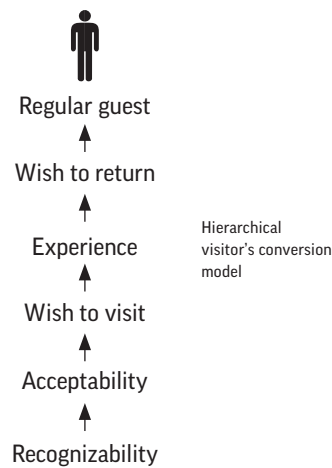 Regular guest
Wish to return
Experience
Hierarchical
visitor's conversion
model
Wish to visit
Acceptability
Recognizability